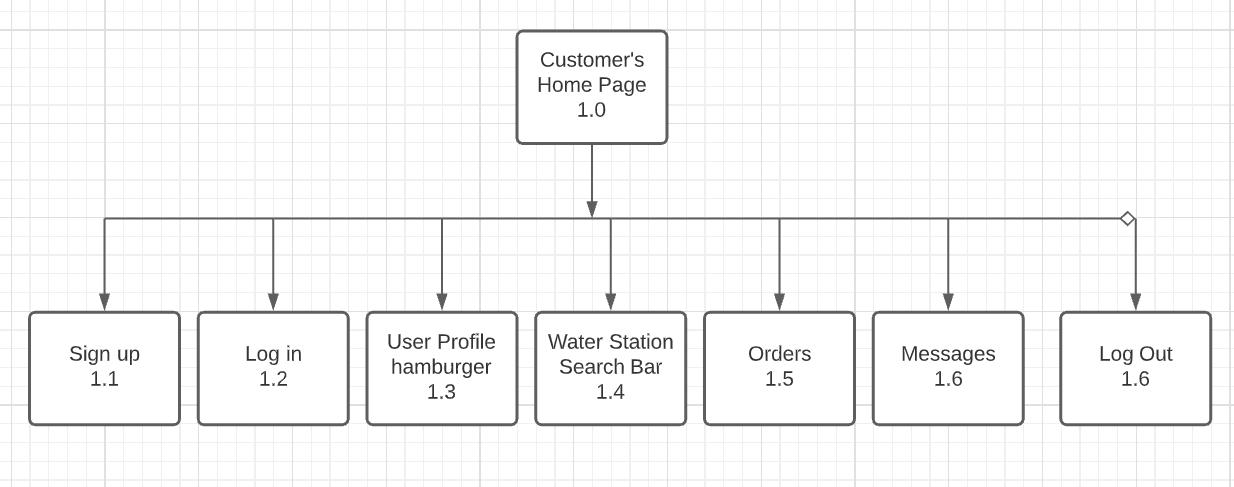 Customer's
Home Page
1.0
Sign up
1.1
Log in
1.2
User Profile
hamburger
1.3
Water Station
Search Bar
1.4
Orders
1.5
Messages
1.6
Log Out
1.6